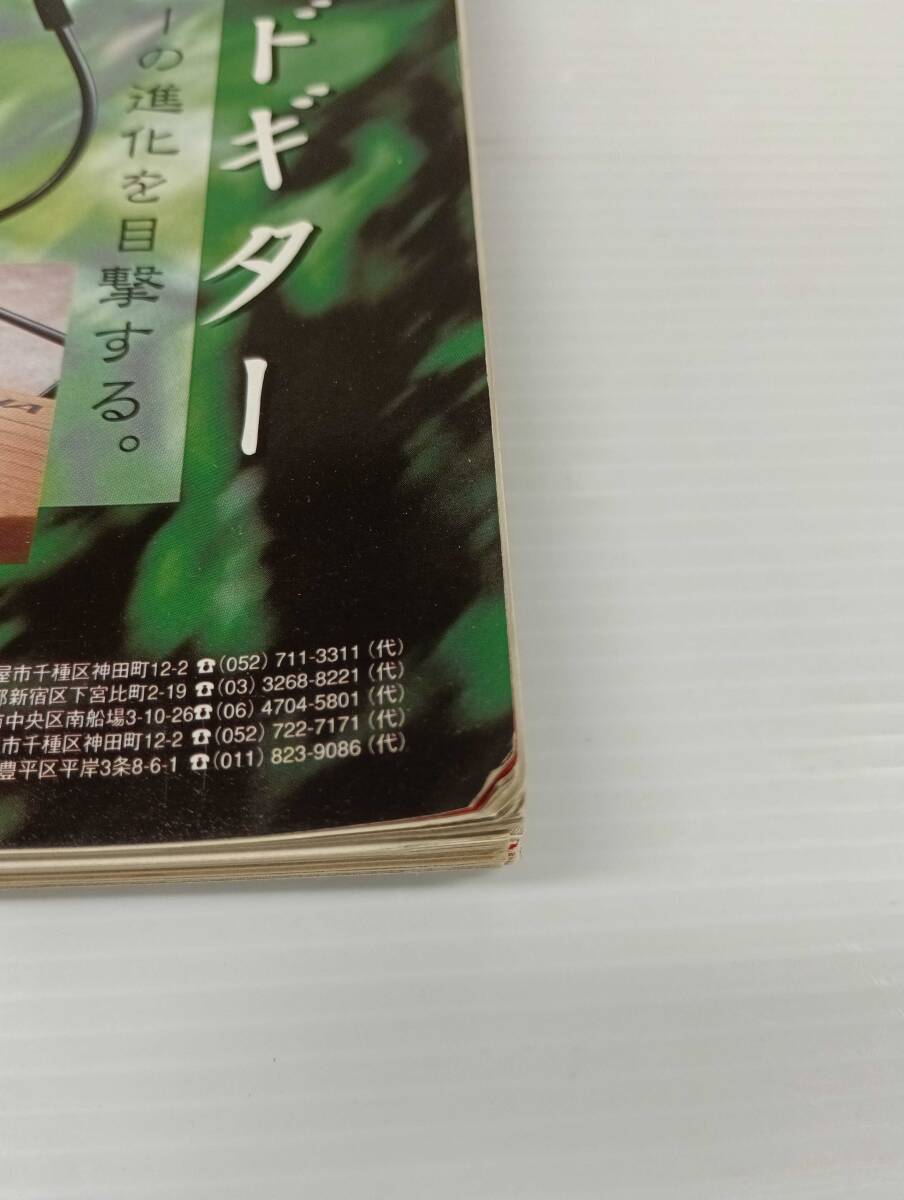 ドギター
ーの進化を目撃する。
屋市千種区神田町12-2 ☎(052) 711-3311 (代)
都新宿区下宮比町2-19 ☎(03) 3268-8221 (代)
市中央区南船場3-10-26☎(06) 4704-5801 (代)
市千種区神田町12-2 ☎(052) 722-7171 (代)
豊平区平岸3条8-6-1 ☎(011) 823-9086 (代)